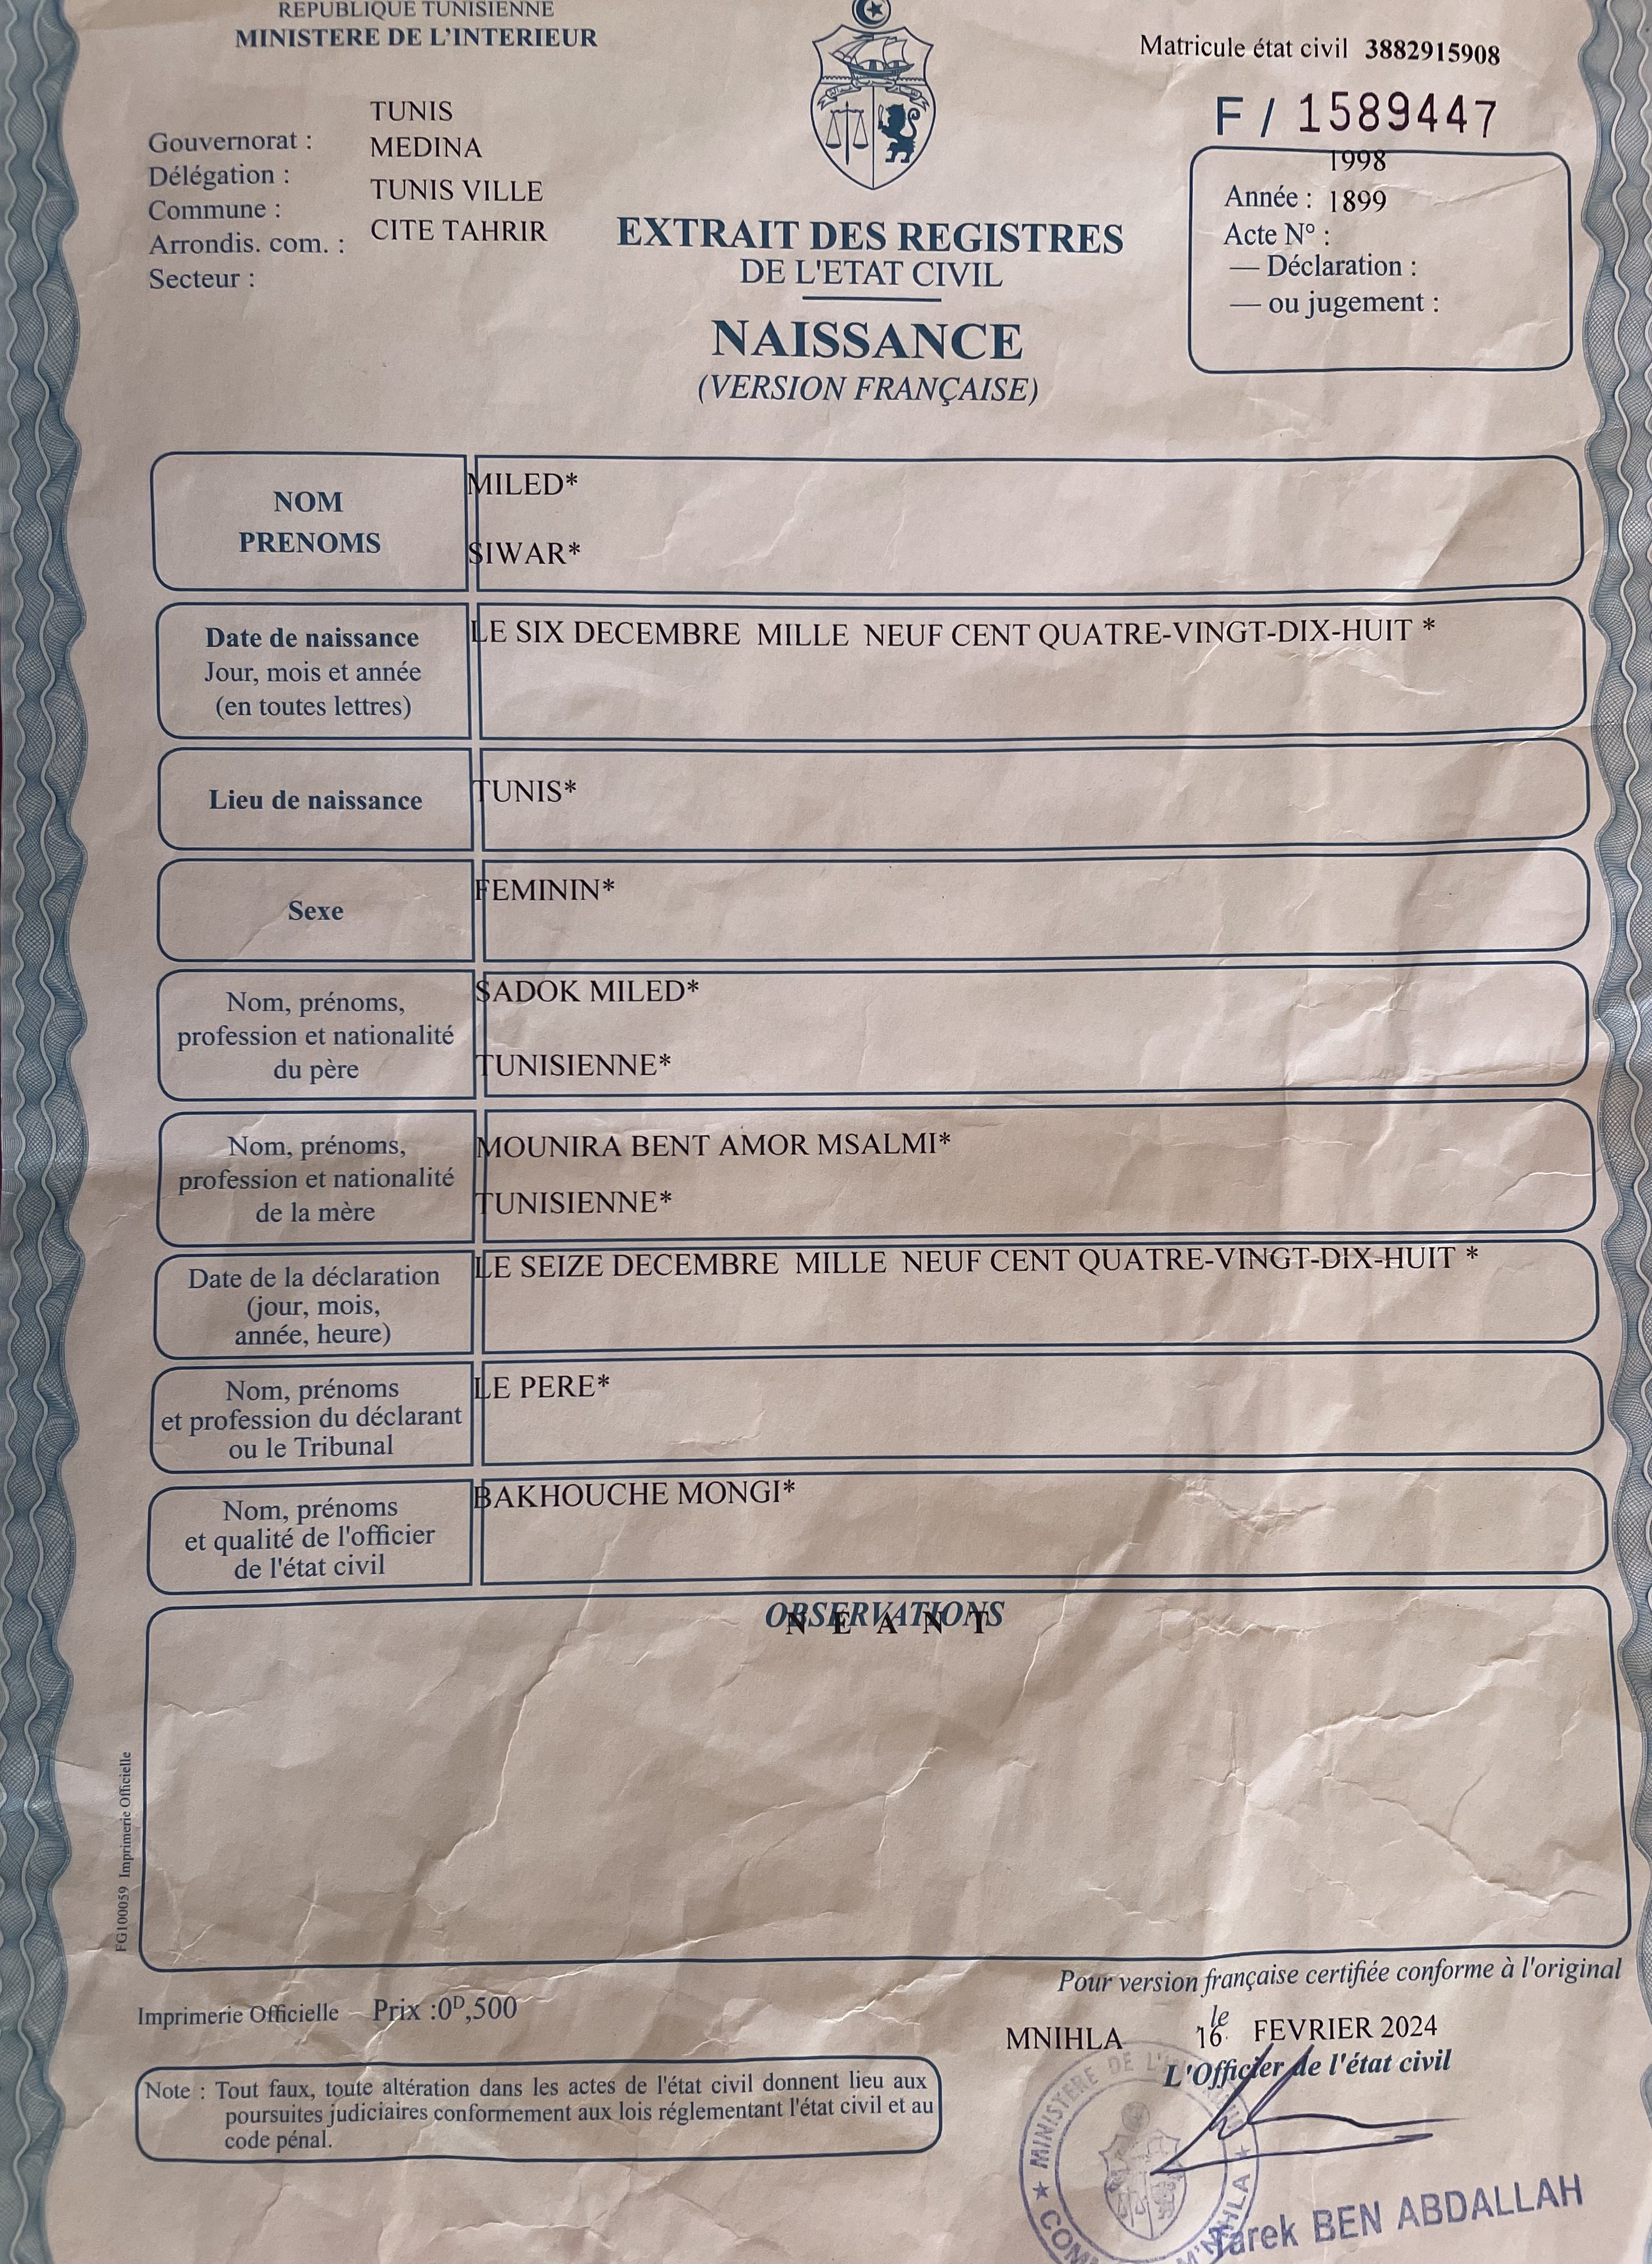 REPUBLIQUE TUNISIENNE
MINISTERE DE L'INTERIEUR
Matricule état civil 3882915908
F / 1589447
TUNIS
Gouvernorat :
MEDINA
Délégation :
TUNIS VILLE
Commune :
CITE TAHRIR
Arrondis. com. :
Secteur :
1998
Année : 1899
Acte N° :
— Déclaration :
— ou jugement :
EXTRAIT DES REGISTRES
DE L'ETAT CIVIL
NAISSANCE
(VERSION FRANÇAISE)
NOM
PRENOMS
MILED*
SIWAR*
Date de naissance
Jour, mois et année
(en toutes lettres)
LE SIX DECEMBRE MILLE NEUF CENT QUATRE-VINGT-DIX-HUIT *
Lieu de naissance
TUNIS*
Sexe
FEMININ*
Nom, prénoms,
profession et nationalité
du père
SADOK MILED*
TUNISIENNE*
Nom, prénoms,
profession et nationalité
de la mère
MOUNIRA BENT AMOR MSALMI*
TUNISIENNE*
Date de la déclaration
(jour, mois,
année, heure)
LE SEIZE DECEMBRE MILLE NEUF CENT QUATRE-VINGT-DIX-HUIT *
Nom, prénoms
et profession du déclarant
ou le Tribunal
LE PERE*
Nom, prénoms
et qualité de l'officier
de l'état civil
BAKHOUCHE MONGI*
OBSERVATIONS
N E A N T
FG100059 Imprimerie Officielle
Pour version française certifiée conforme à l'original
Imprimerie Officielle Prix :0ᴰ,500
le
MNIHLA 16 FEVRIER 2024
L'Officier de l'état civil
Note : Tout faux, toute altération dans les actes de l'état civil donnent lieu aux
poursuites judiciaires conformement aux lois réglementant l'état civil et au
code pénal.
MINISTERE DE
Tarek BEN ABDALLAH